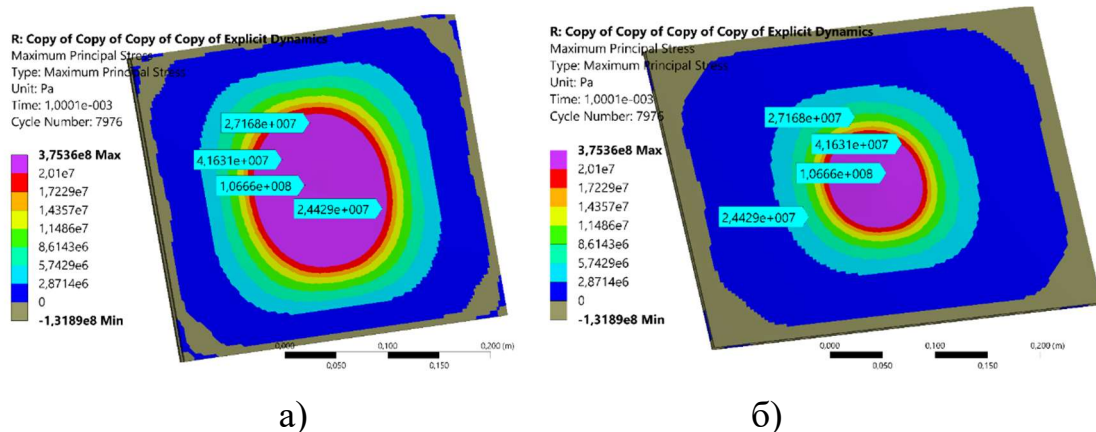 R: Copy of Copy of Copy of Copy of Explicit Dynamics
Maximum Principal Stress
Type: Maximum Principal Stress
Unit: Pa
Time: 1,0001e-003
Cycle Number: 7976
3,7536e8 Max
2,01e7
1,7229e7
1,4357e7
1,1486e7
8,6143e6
5,7429e6
2,8714e6
0
-1,3189e8 Min
2,7168e+007
4,1631e+007
1,0666e+008
2,4429e+007
0,000
0,100
0,200 (m)
0,050
0,150
а)
R: Copy of Copy of Copy of Copy of Explicit Dynamics
Maximum Principal Stress
Type: Maximum Principal Stress
Unit: Pa
Time: 1,0001e-003
Cycle Number: 7976
3,7536e8 Max
2,01e7
1,7229e7
1,4357e7
1,1486e7
8,6143e6
5,7429e6
2,8714e6
0
-1,3189e8 Min
2,7168e+007
4,1631e+007
1,0666e+008
2,4429e+007
0,000
0,100
0,200 (m)
0,050
0,150
б)